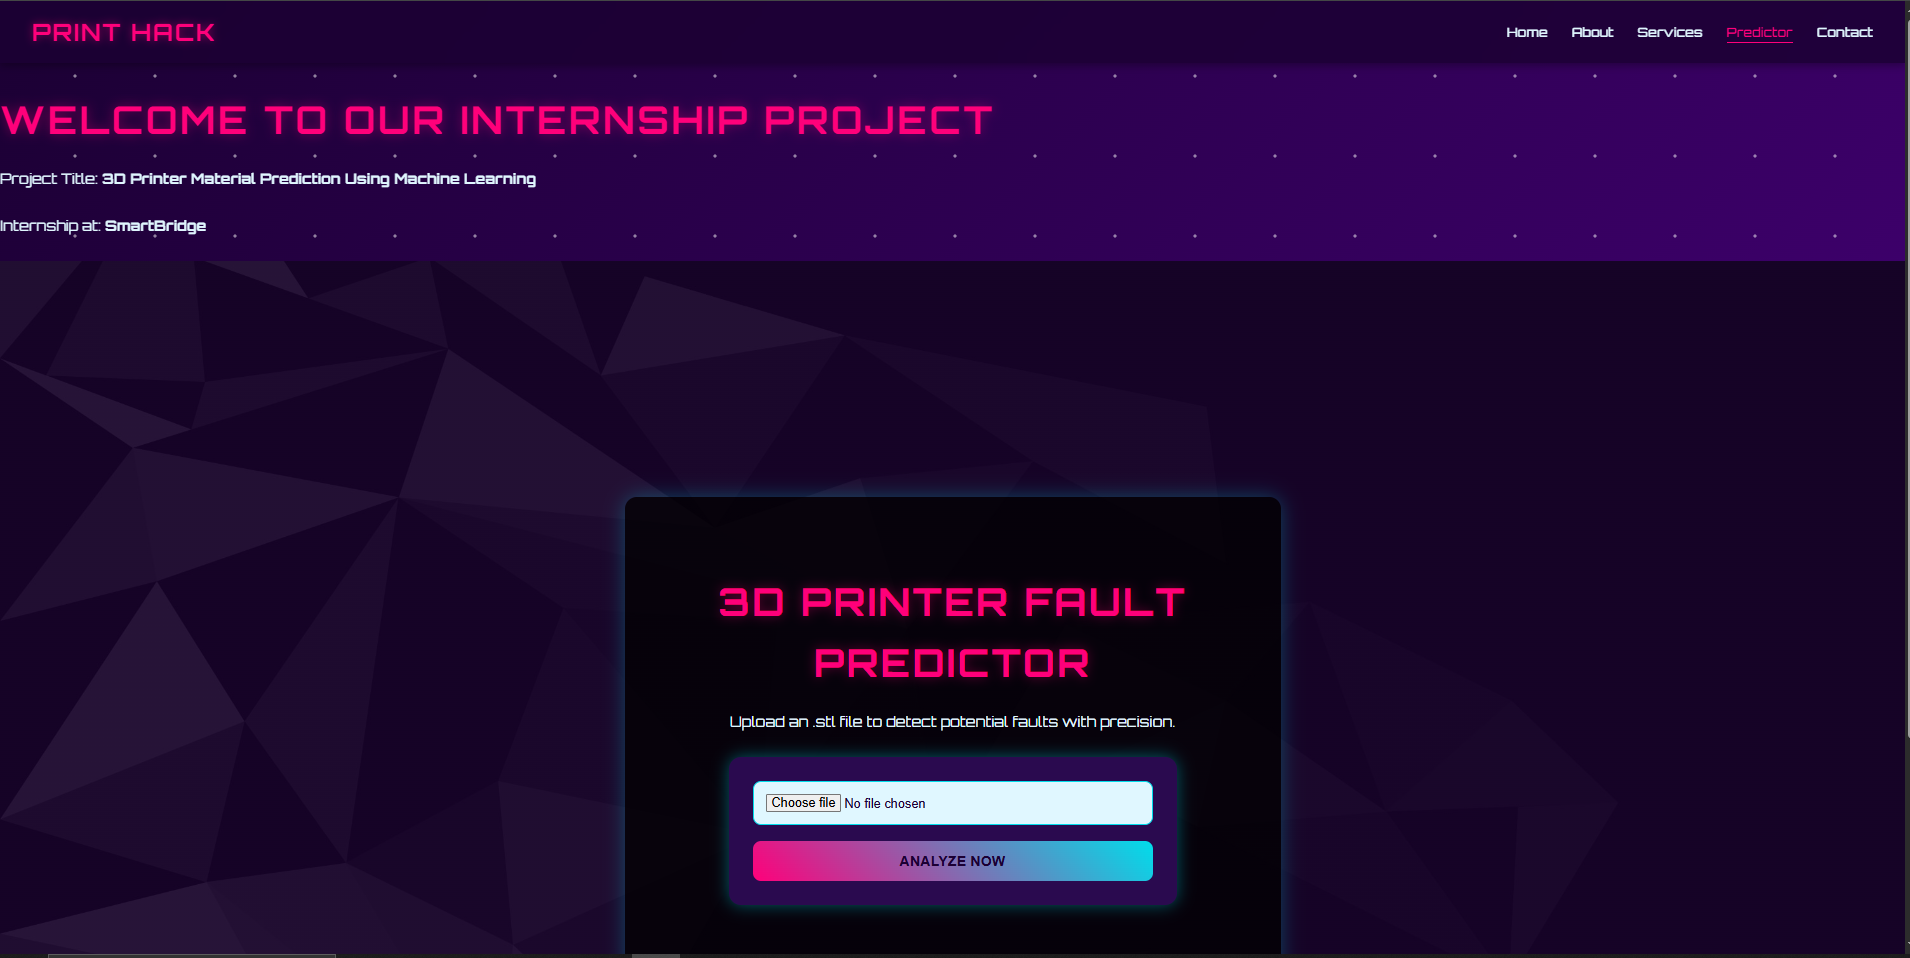 PRINT HACK
Home About Services Predictor Contact
WELCOME TO OUR INTERNSHIP PROJECT
Project Title: 3D Printer Material Prediction Using Machine Learning
Internship at: SmartBridge
3D PRINTER FAULT
PREDICTOR
Upload an .stl file to detect potential faults with precision.
Choose file No file chosen
ANALYZE NOW